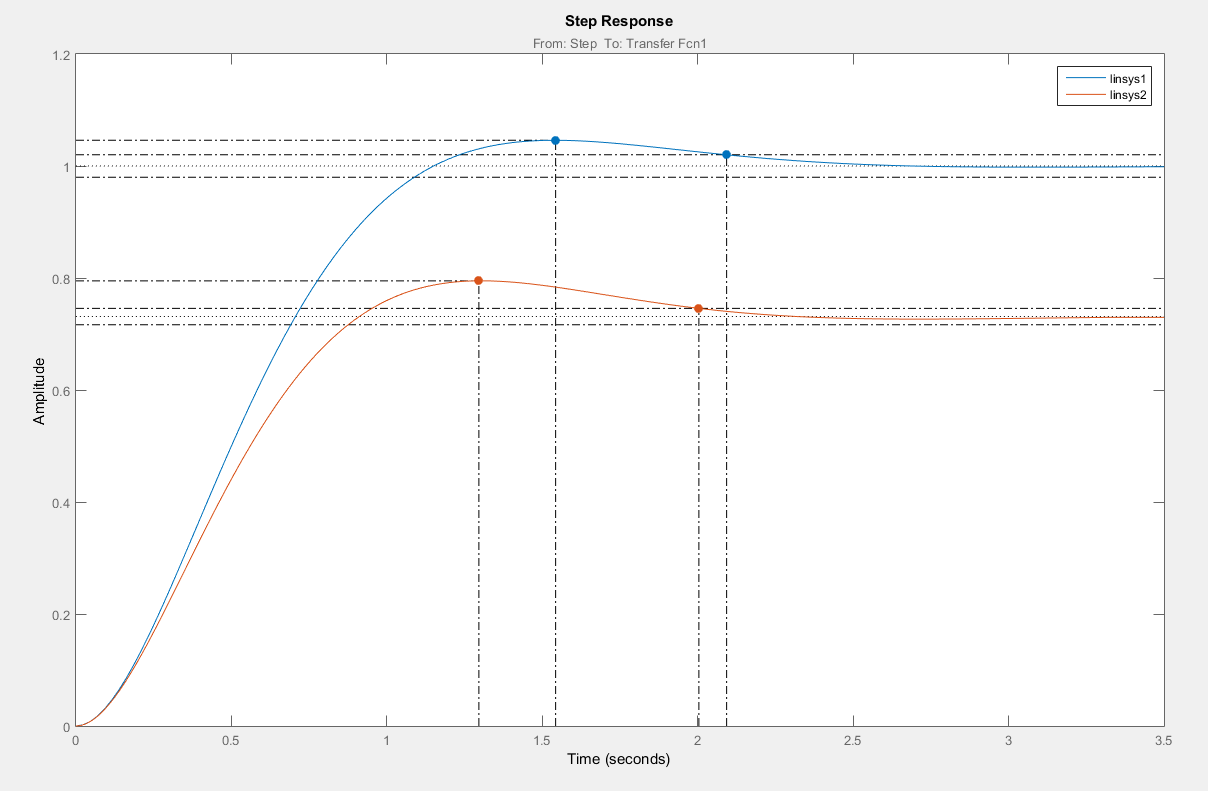 Step Response
From: Step  To: Transfer Fcn1
linsys1
linsys2
Amplitude
1.2
1
0.8
0.6
0.4
0.2
0
0 0.5 1 1.5 2 2.5 3 3.5
Time (seconds)